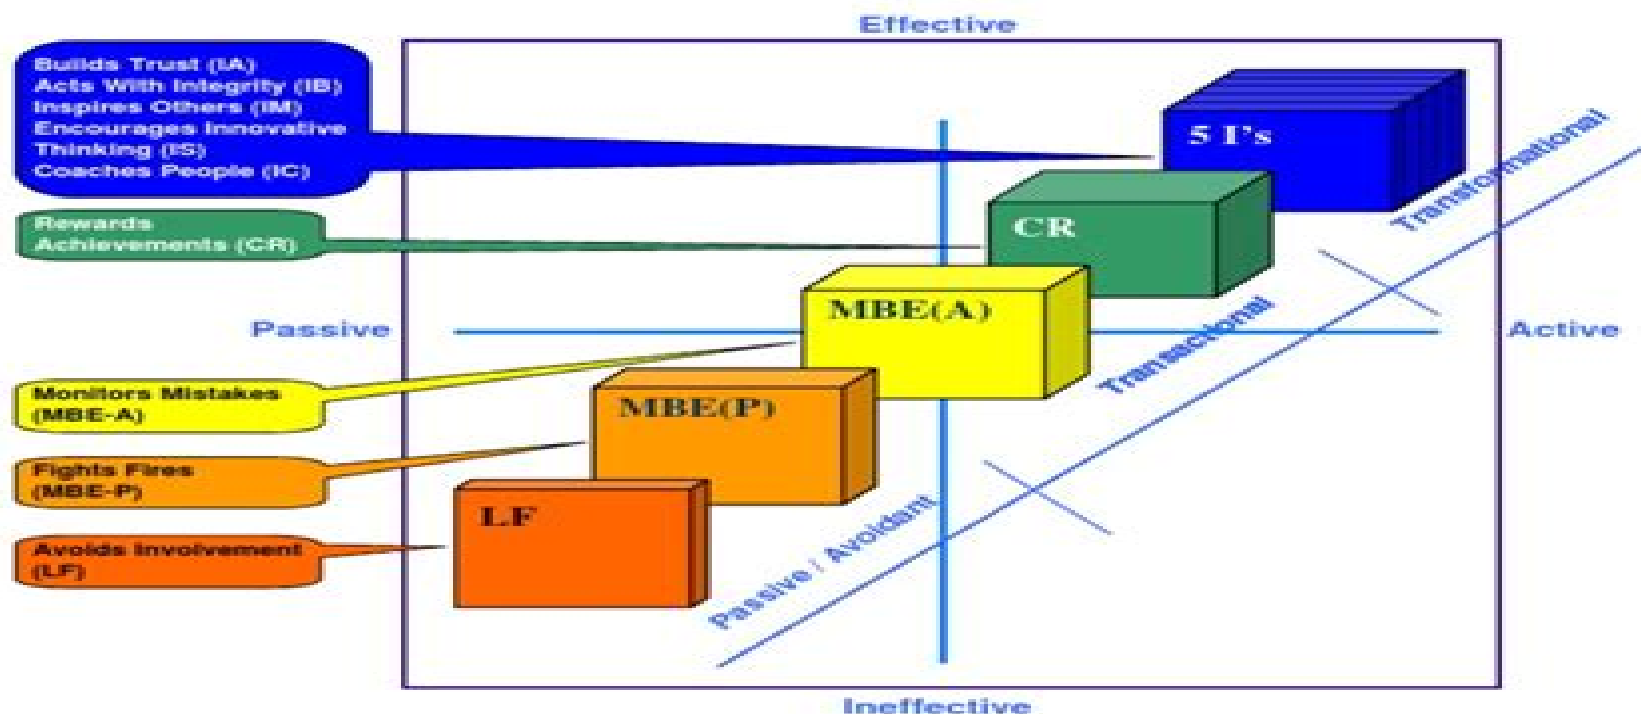 Effective
Builds Trust (IA)
Acts With Integrity (IB)
Inspires Others (IM)
Encourages Innovative
Thinking (IS)
Coaches People (IC)
5 I's
Transformational
Rewards
Achievements (CR)
CR
MBE(A)
Transactional
Passive
Active
Monitors Mistakes
(MBE-A)
MBE(P)
Fights Fires
(MBE-P)
LF
Passive / Avoidant
Avoids Involvement
(LF)
Ineffective